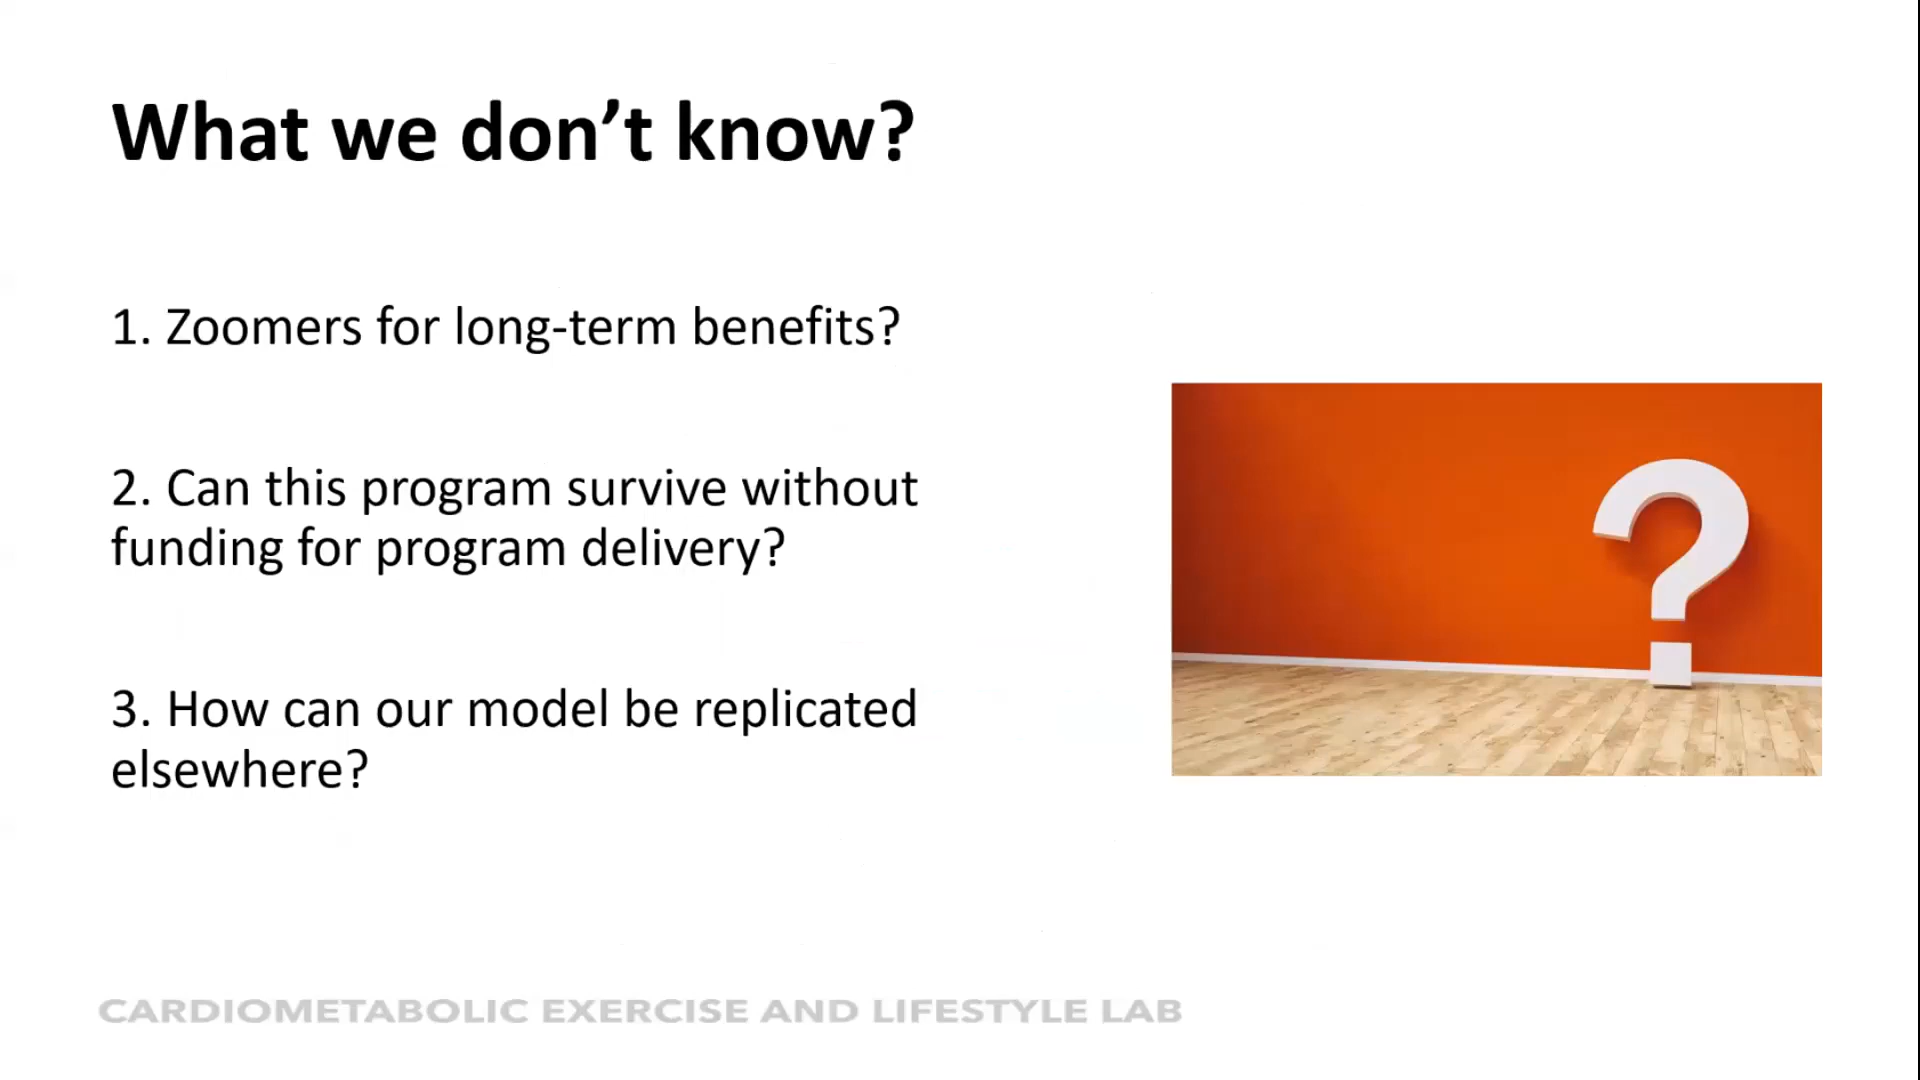 What we don’t know?
1. Zoomers for long-term benefits?
2. Can this program survive without
funding for program delivery?
3. How can our model be replicated
elsewhere?
CARDIOMETABOLIC EXERCISE AND LIFESTYLE LAB